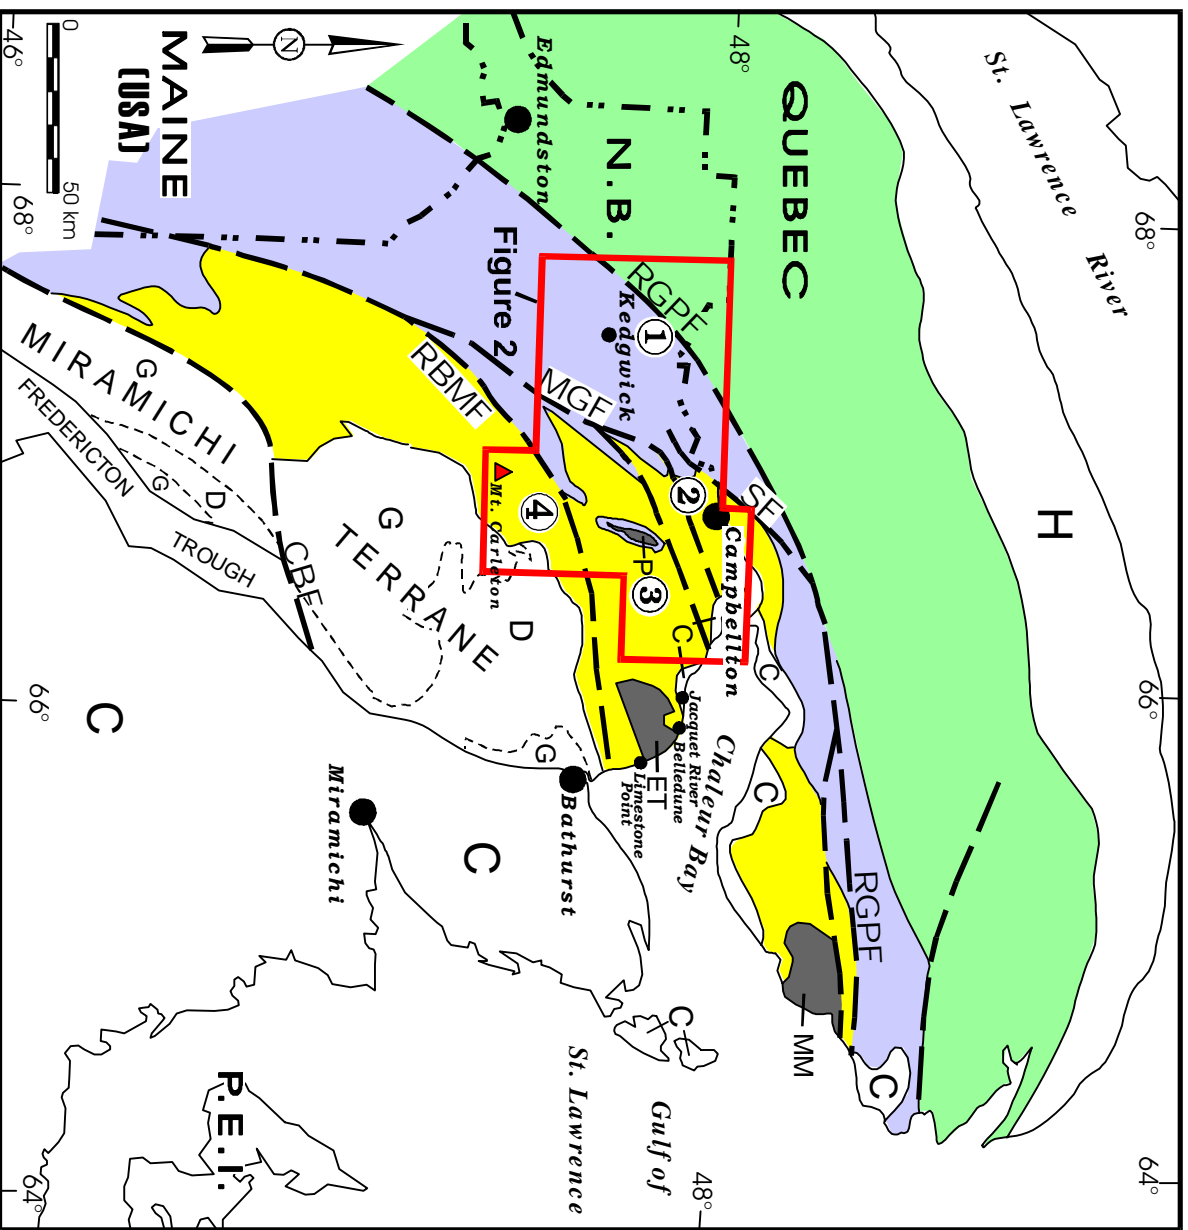 St. Lawrence
River
68°
66°
64°
H
QUEBEC
48°
N.B.
Edmundston
RGPF
Kedgwick
1
Figure 2
MGF
RBMF
2
SF
Campbellton
3
4
P
Mt. Carleton
C
C
C
Jacquet River
Belledune
Limestone
Point
ET
Chaleur Bay
RGPF
MM
C
C
MAINE
(USA)
N
0
50 km
46°
68°
MIRAMICHI
TERRANE
G
G
D
D
G
G
FREDERICTON
TROUGH
CBF
C
C
Bathurst
Miramichi
66°
Gulf of
St. Lawrence
48°
P.E.I.
64°